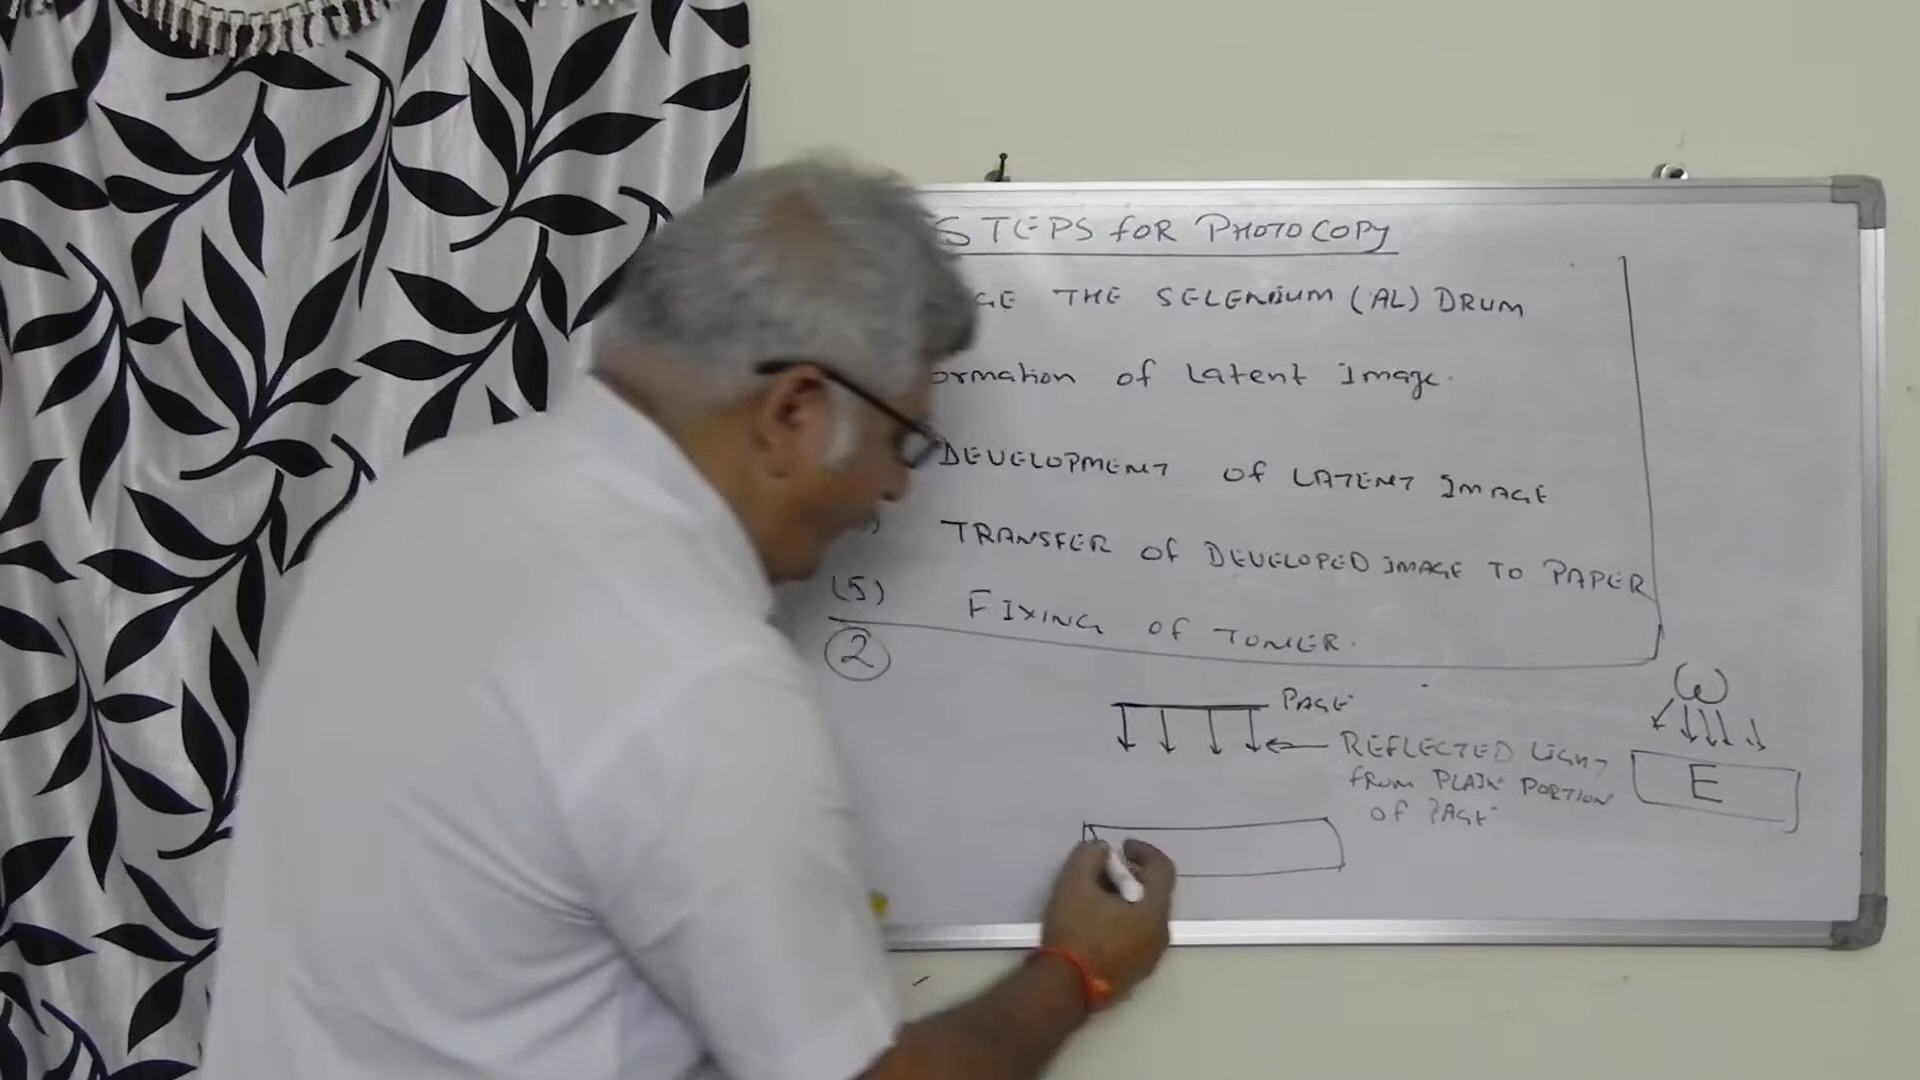 STEPS FOR PHOTOCOPY
GE THE SELENIUM (AL) DRUM
ormation of Latent Image.
DEVELOPMENT of LATENT IMAGE
) TRANSFER of DEVELOPED IMAGE TO PAPER
(5) FIXING of TONER.
2
PAGE
REFLECTED LIGHT
FROM PLAIN PORTION
of PAGE
E